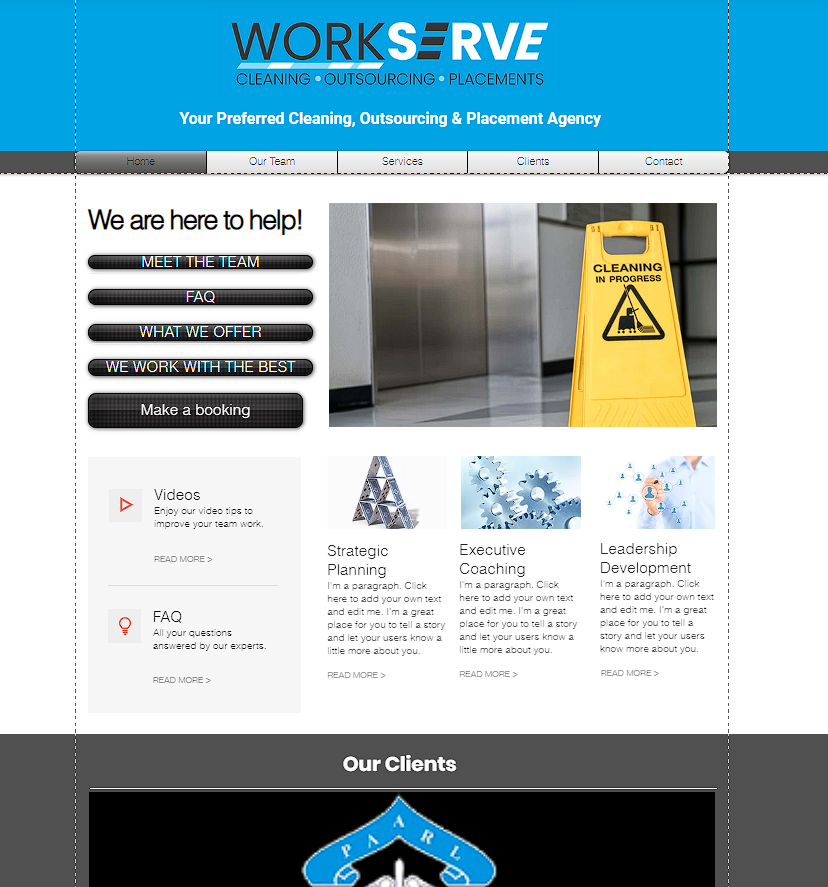 WORKSERVE
CLEANING • OUTSOURCING • PLACEMENTS
Your Preferred Cleaning, Outsourcing & Placement Agency
Home
Our Team
Services
Clients
Contact
We are here to help!
MEET THE TEAM
FAQ
WHAT WE OFFER
WE WORK WITH THE BEST
Make a booking
CLEANING
IN PROGRESS
Videos
Enjoy our video tips to
improve your team work.
READ MORE >
FAQ
All your questions
answered by our experts.
READ MORE >
Strategic
Planning
I'm a paragraph. Click
here to add your own text
and edit me. I'm a great
place for you to tell a story
and let your users know a
little more about you.
READ MORE >
Executive
Coaching
I'm a paragraph. Click
here to add your own text
and edit me. I'm a great
place for you to tell a story
and let your users know a
little more about you.
READ MORE >
Leadership
Development
I'm a paragraph. Click
here to add your own text
and edit me. I'm a great
place for you to tell a
story and let your users
know more about you.
READ MORE >
Our Clients
PAARL